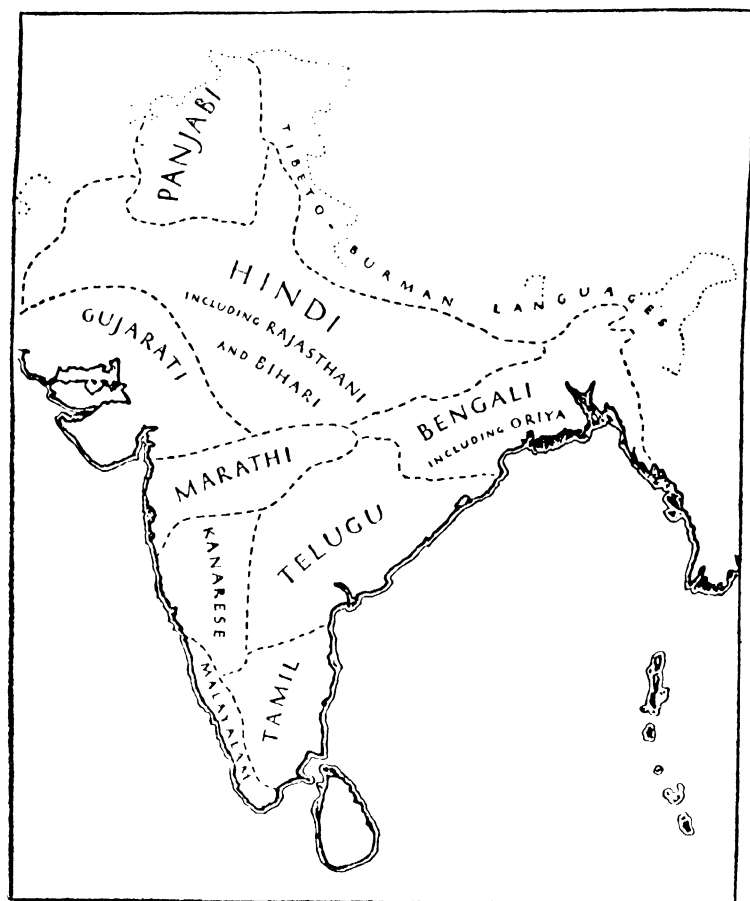 PANJABI
TIBETO-BURMAN LANGUAGES
HINDI
INCLUDING RAJASTHANI
AND BIHARI
GUJARATI
BENGALI
INCLUDING ORIYA
MARATHI
TELUGU
KANARESE
MALAYALAM
TAMIL